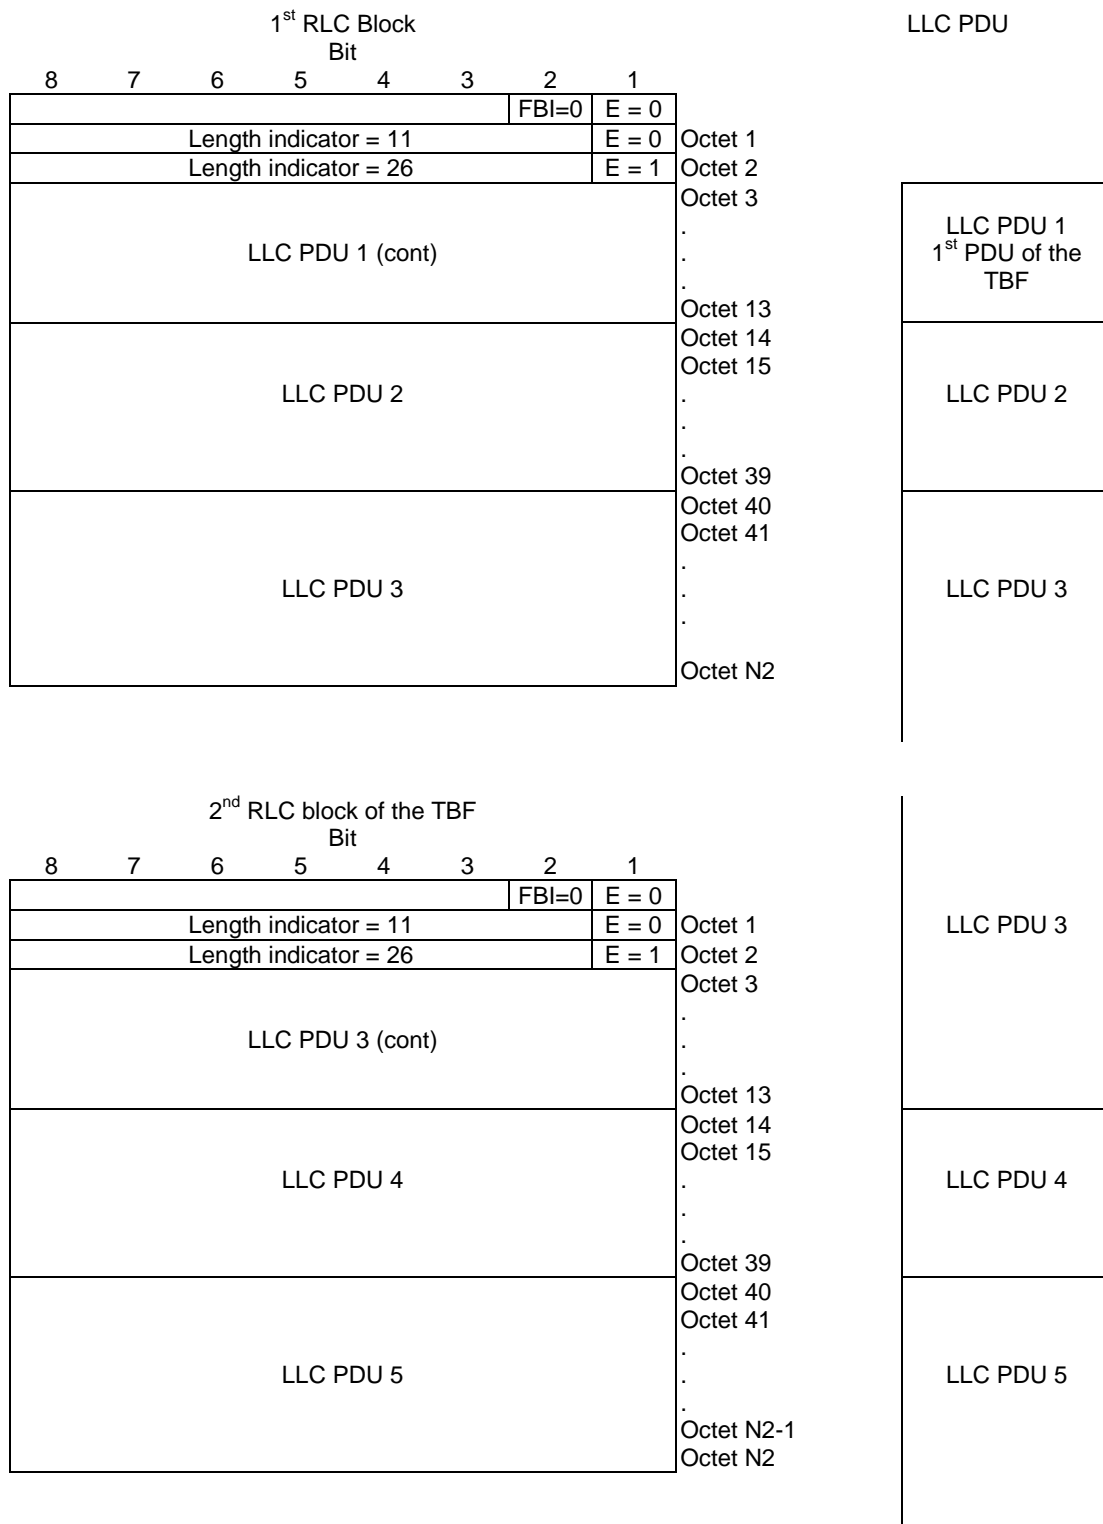 1st RLC Block LLC PDU
Bit
8 7 6 5 4 3 2 1
FBI=0 E = 0
Length indicator = 11 E = 0 Octet 1
Length indicator = 26 E = 1 Octet 2
Octet 3
LLC PDU 1
.
LLC PDU 1 (cont) . 1st PDU of the
. TBF
Octet 13
Octet 14
Octet 15
LLC PDU 2 . LLC PDU 2
.
.
Octet 39
Octet 40
Octet 41
.
LLC PDU 3 . LLC PDU 3
.
Octet N2
2nd RLC block of the TBF
Bit
8 7 6 5 4 3 2 1
FBI=0 E = 0
Length indicator = 11 E = 0 Octet 1 LLC PDU 3
Length indicator = 26 E = 1 Octet 2
Octet 3
.
LLC PDU 3 (cont) .
.
Octet 13
Octet 14
Octet 15
LLC PDU 4 . LLC PDU 4
.
.
Octet 39
Octet 40
Octet 41
.
LLC PDU 5 . LLC PDU 5
.
Octet N2-1
Octet N2